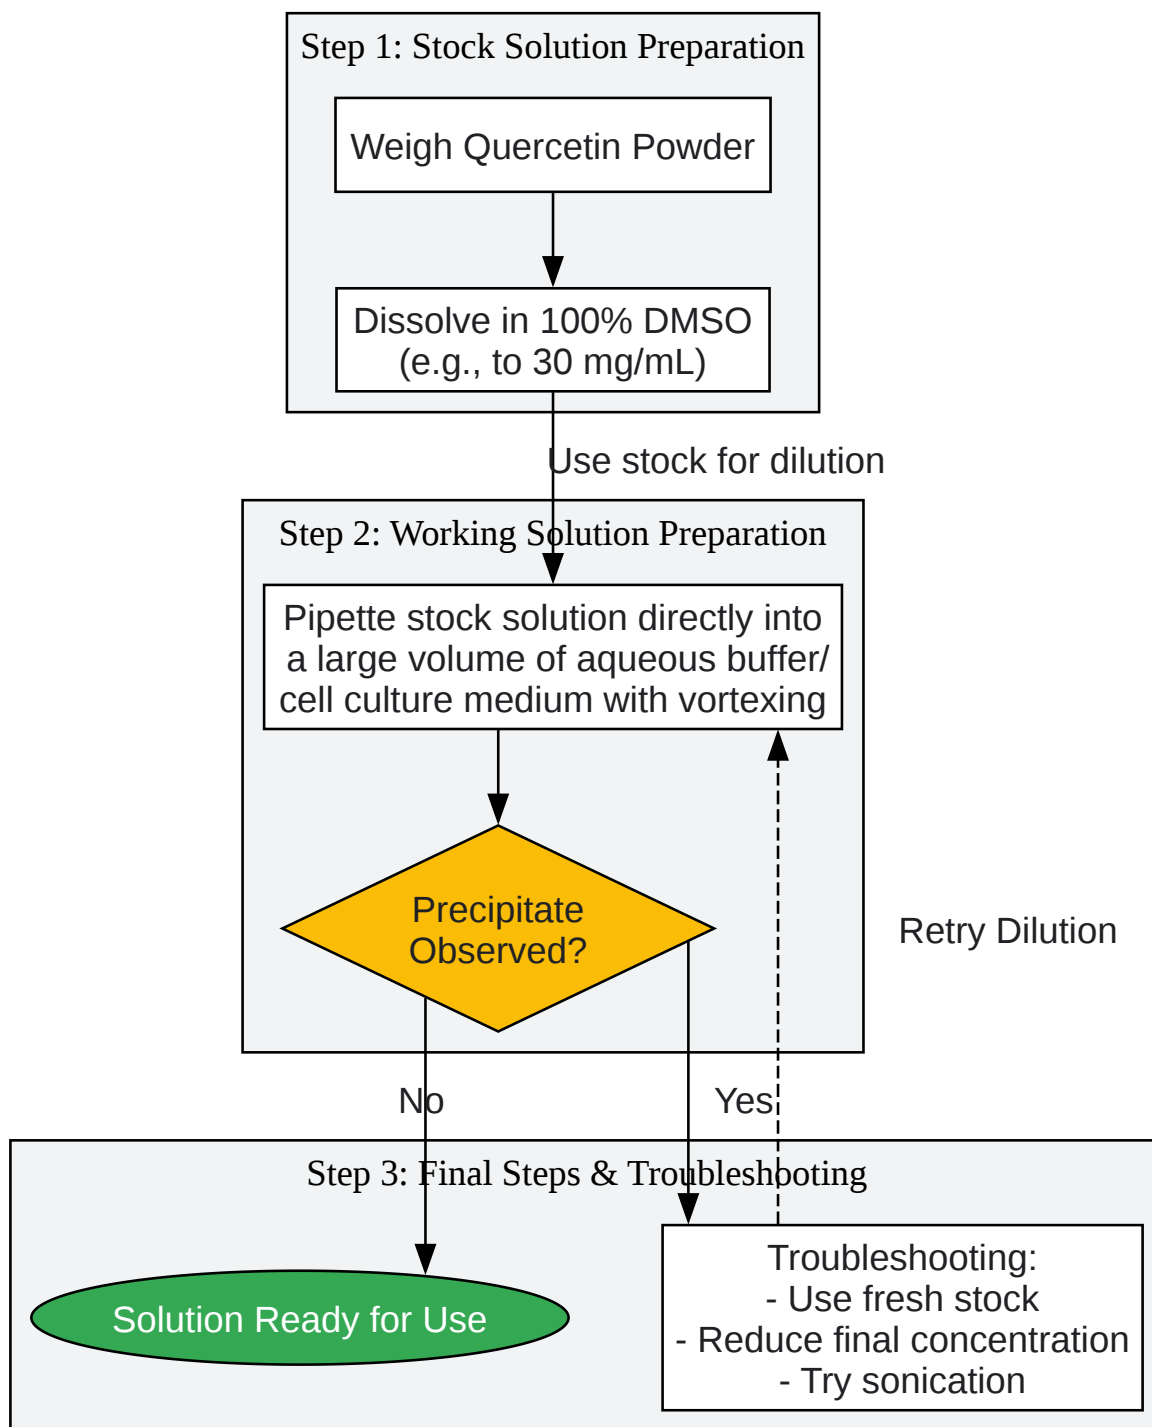 Step 1: Stock Solution Preparation
Weigh Quercetin Powder
Dissolve in 100% DMSO
(e.g., to 30 mg/mL)
Use stock for dilution
Step 2: Working Solution Preparation
Pipette stock solution directly into
a large volume of aqueous buffer/
cell culture medium with vortexing
Precipitate
Observed?
Retry Dilution
No
Yes
Step 3: Final Steps & Troubleshooting
Solution Ready for Use
Troubleshooting:
- Use fresh stock
- Reduce final concentration
- Try sonication